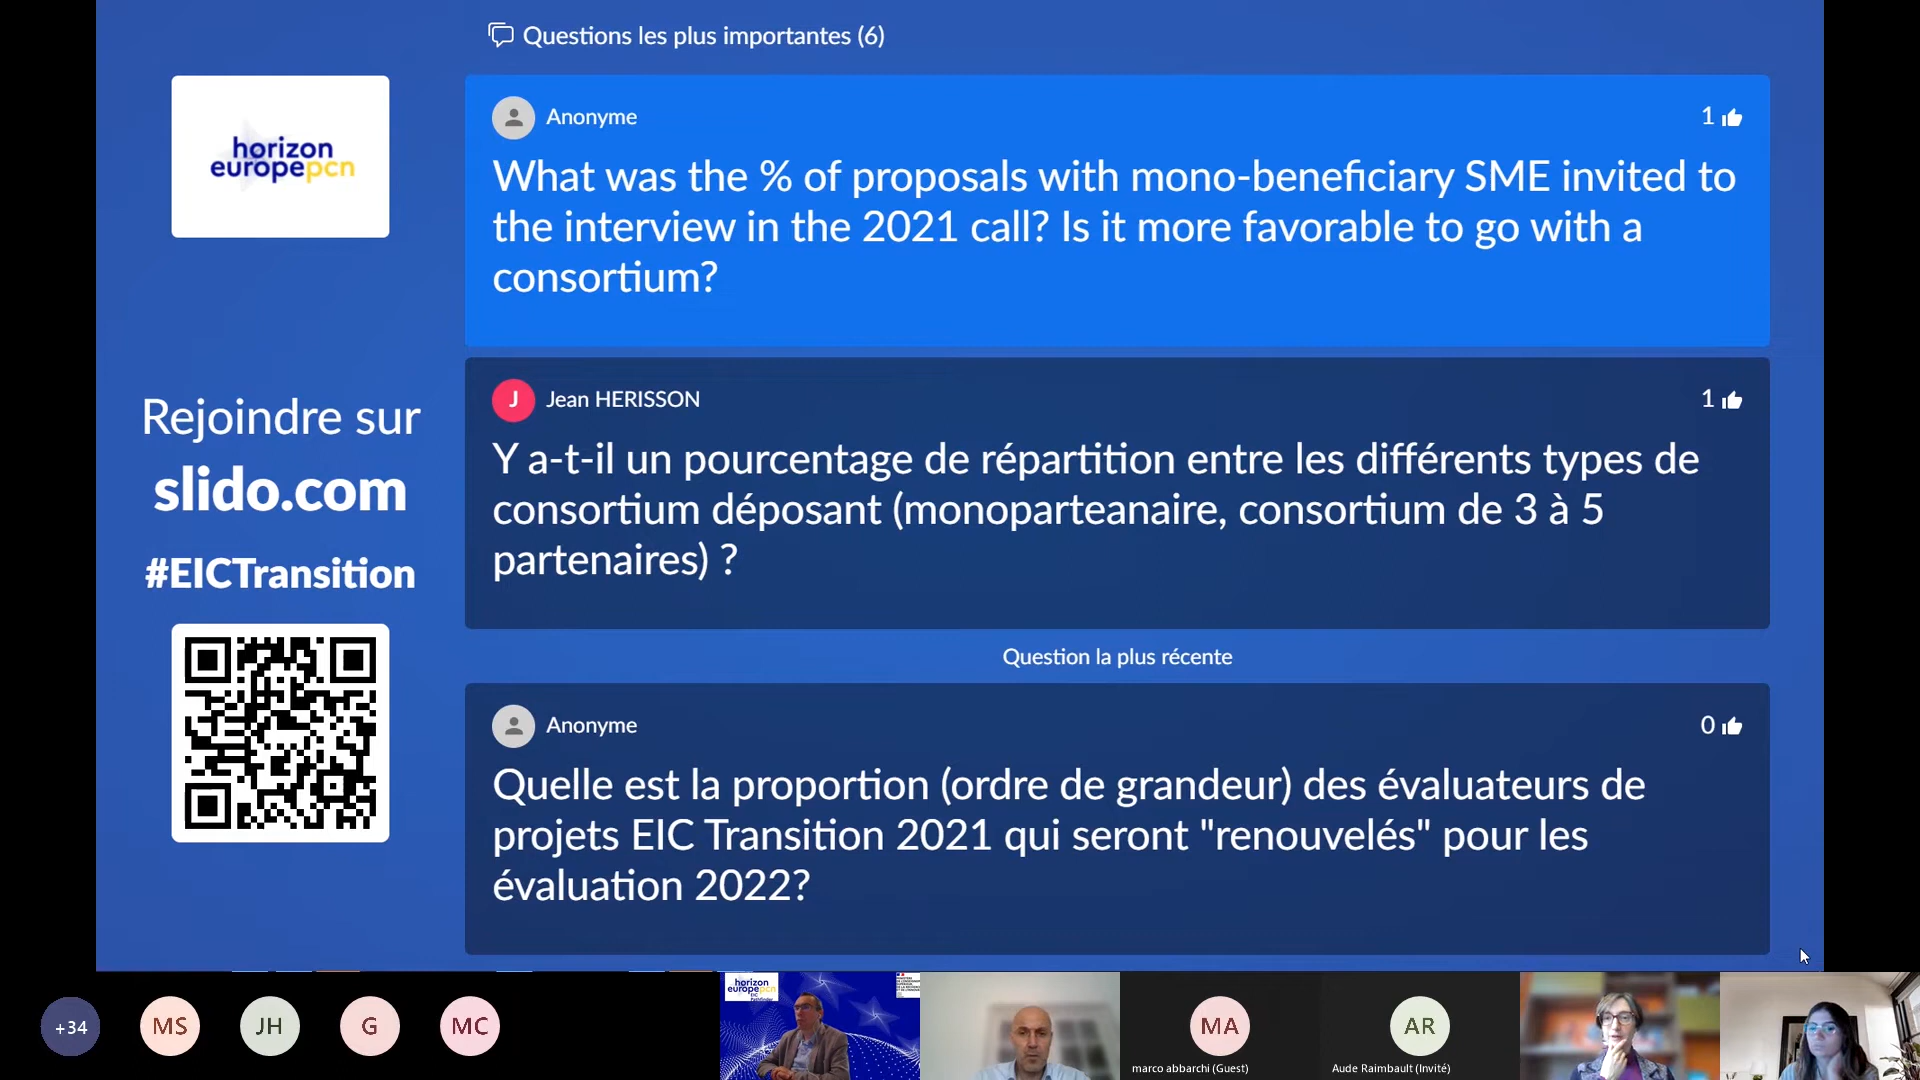 Questions les plus importantes (6)
horizon
europepcn
Rejoindre sur
slido.com
#EICTransition
Anonyme
1
What was the % of proposals with mono-beneficiary SME invited to
the interview in the 2021 call? Is it more favorable to go with a
consortium?
J
Jean HERISSON
1
Y a-t-il un pourcentage de répartition entre les différents types de
consortium déposant (monoparteanaire, consortium de 3 à 5
partenaires) ?
Question la plus récente
Anonyme
0
Quelle est la proportion (ordre de grandeur) des évaluateurs de
projets EIC Transition 2021 qui seront "renouvelés" pour les
évaluation 2022?
+34
MS
JH
G
MC
horizon
europepcn
EIC
Pathfinder
MA
marco abbarchi (Guest)
AR
Aude Raimbault (Invité)